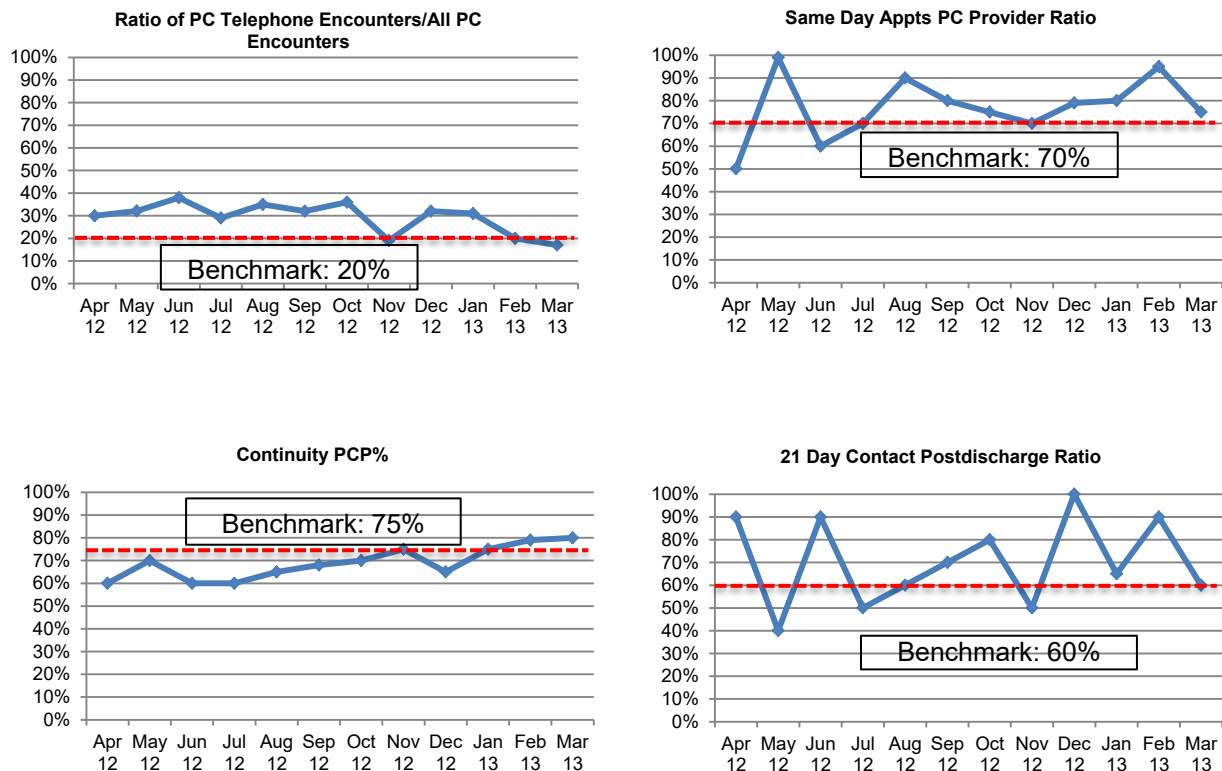 Ratio of PC Telephone Encounters/All PC
Encounters
100%
90%
80%
70%
60%
50%
40%
30%
20%
10%
0%
Benchmark: 20%
Apr May Jun Jul Aug Sep Oct Nov Dec Jan Feb Mar
12 12 12 12 12 12 12 12 12 13 13 13
Same Day Appts PC Provider Ratio
100%
90%
80%
70%
60%
50%
40%
30%
20%
10%
0%
Benchmark: 70%
Apr May Jun Jul Aug Sep Oct Nov Dec Jan Feb Mar
12 12 12 12 12 12 12 12 12 13 13 13
Continuity PCP%
100%
90%
80%
70%
60%
50%
40%
30%
20%
10%
0%
Benchmark: 75%
Apr May Jun Jul Aug Sep Oct Nov Dec Jan Feb Mar
12 12 12 12 12 12 12 12 12 13 13 13
21 Day Contact Postdischarge Ratio
100%
90%
80%
70%
60%
50%
40%
30%
20%
10%
0%
Benchmark: 60%
Apr May Jun Jul Aug Sep Oct Nov Dec Jan Feb Mar
12 12 12 12 12 12 12 12 12 13 13 13